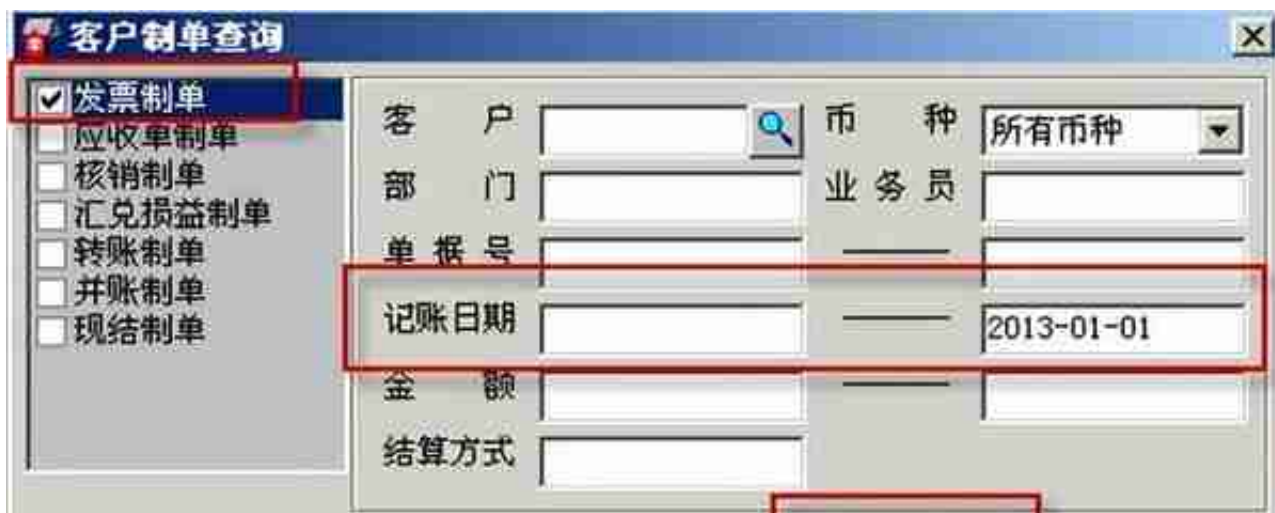 客户制单查询
发票制单
应收单制单
核销制单
汇兑损益制单
转账制单
并账制单
现结制单
客户 币种 所有币种
部门 业务员
单据号
记账日期 2013-01-01
金额
结算方式